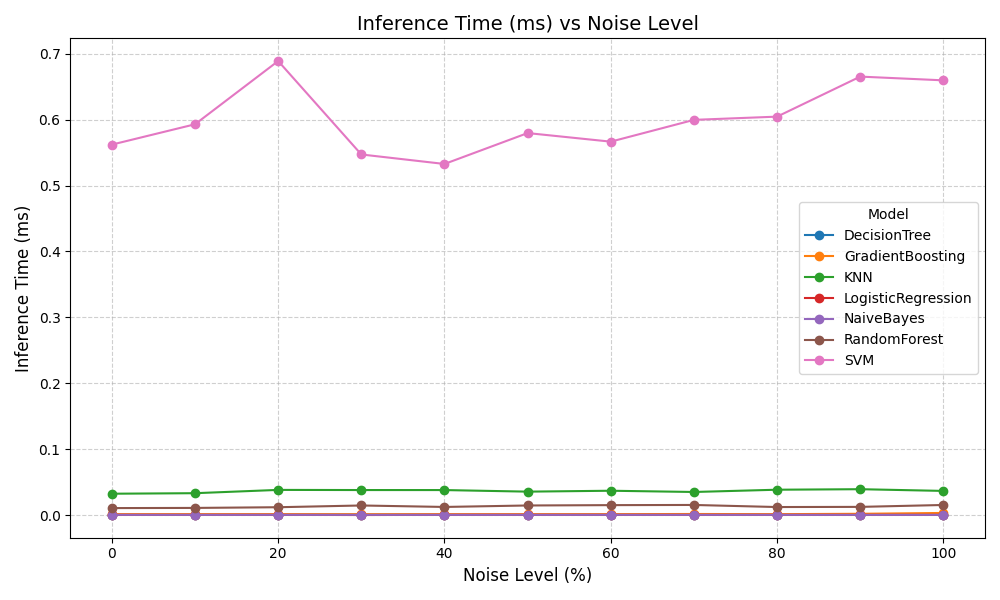 Inference Time (ms) vs Noise Level
Inference Time (ms)
0.7
0.6
0.5
0.4
0.3
0.2
0.1
0.0
0
20
40
60
80
100
Noise Level (%)
Model
DecisionTree
GradientBoosting
KNN
LogisticRegression
NaiveBayes
RandomForest
SVM